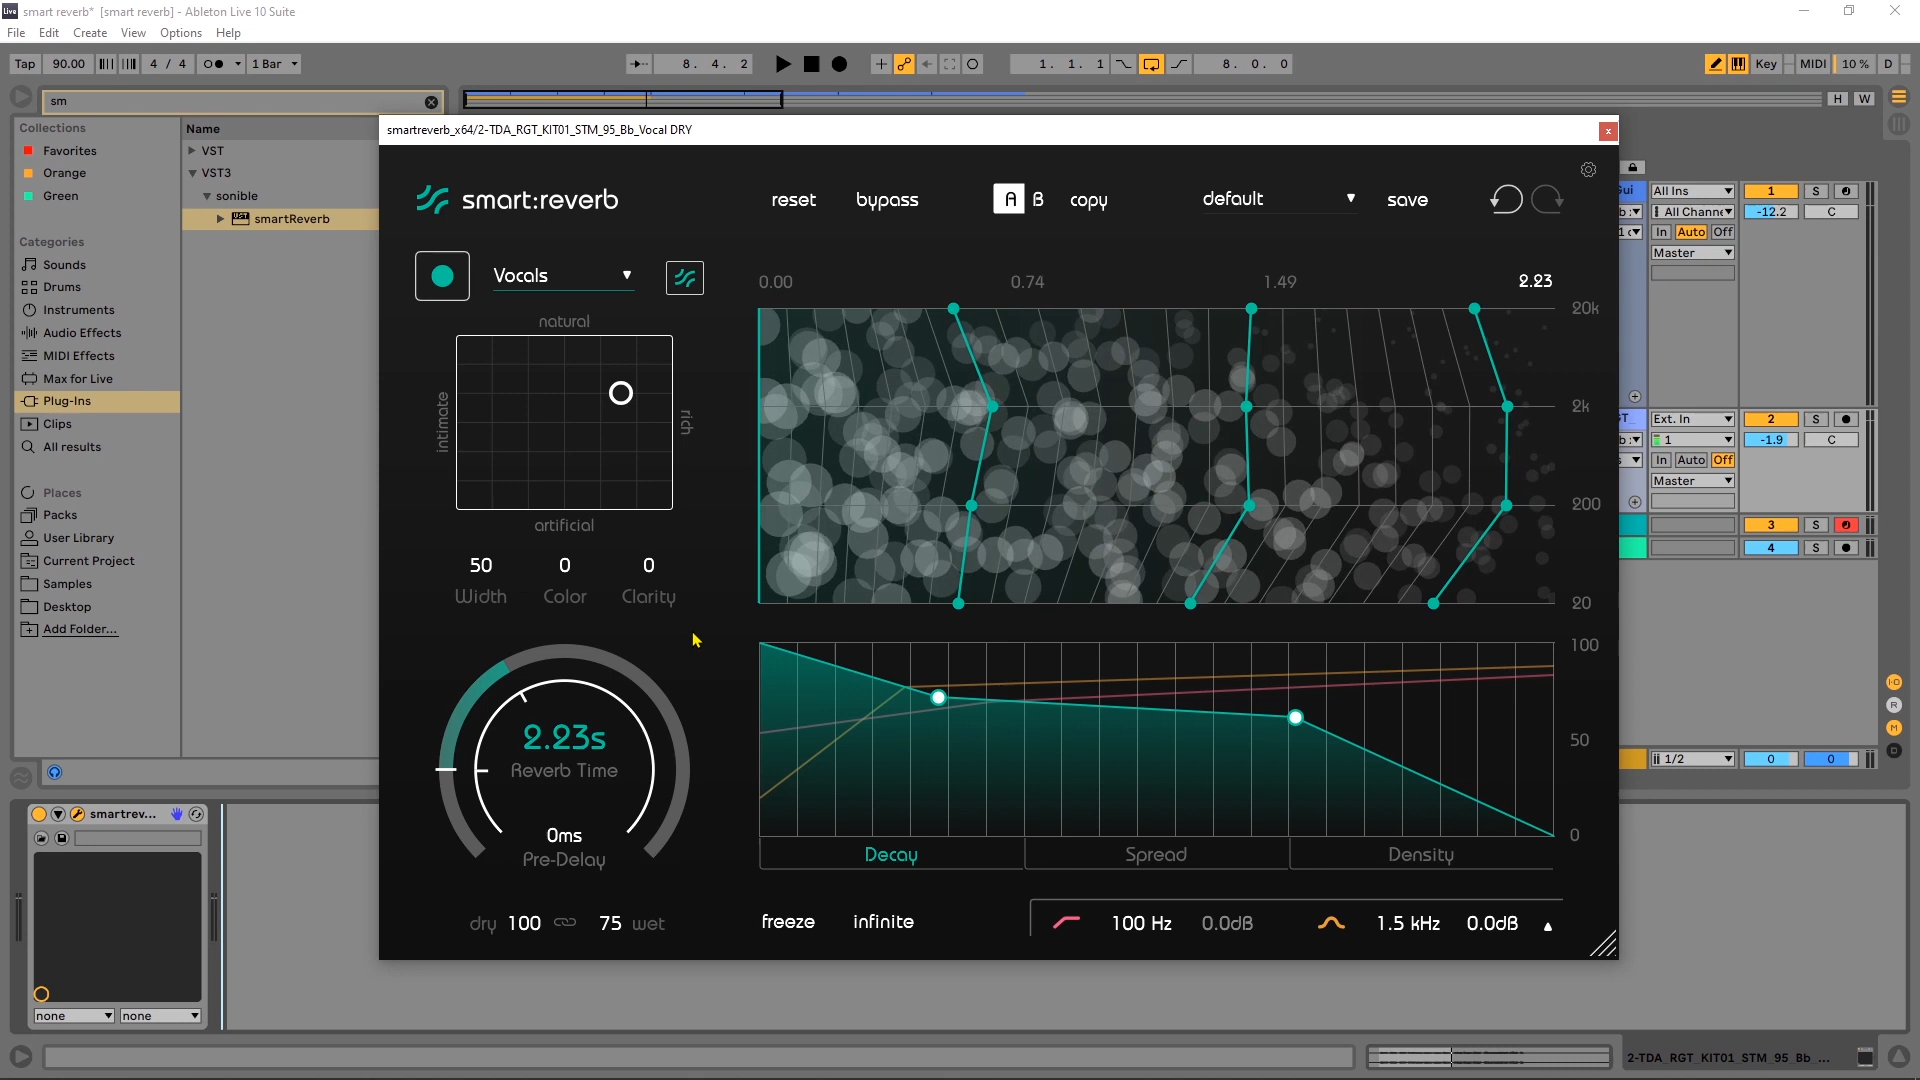 Live smart reverb* [smart reverb] - Ableton Live 10 Suite
File Edit Create View Options Help
Tap 90.00 4 / 4 1 Bar 8. 4. 2 1. 1. 1 8. 0. 0 Key MIDI 10 % D
sm
H W
Collections
Favorites
Orange
Green
Categories
Sounds
Drums
Instruments
Audio Effects
MIDI Effects
Max for Live
Plug-Ins
Clips
All results
Places
Packs
User Library
Current Project
Samples
Desktop
Add Folder...
Name
VST
VST3
sonible
VST smartReverb
smartreverb_x64/2-TDA_RGT_KIT01_STM_95_Bb_Vocal DRY
x
smart:reverb
reset bypass A B copy default save
Vocals
natural
intimate
rich
artificial
50 0 0
Width Color Clarity
2.23s
Reverb Time
0ms
Pre-Delay
dry 100 75 wet
0.00 0.74 1.49 2.23
20k
2k
200
20
100
50
0
Decay Spread Density
freeze infinite 100 Hz 0.0dB 1.5 kHz 0.0dB
All Ins 1 S
All Channe -12.2 C
In Auto Off
Master
Ext. In 2 S
1 -1.9 C
In Auto Off
Master
3 S
4 S
1/2 0 0
R
M
D
smartrev...
none none
2-TDA_RGT_KIT01_STM_95_Bb_...